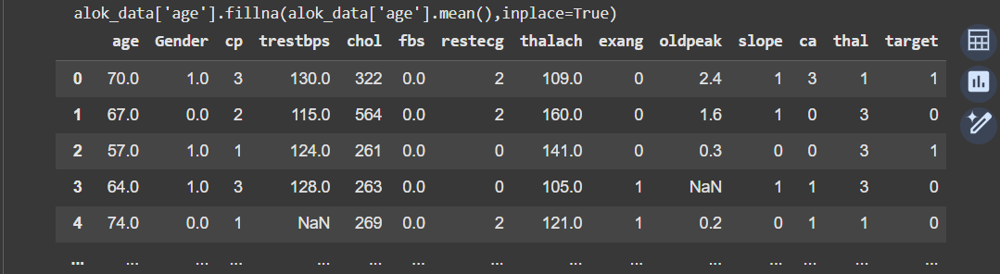 alok_data['age'].fillna(alok_data['age'].mean(),inplace=True)
age Gender cp trestbps chol fbs restecg thalach exang oldpeak slope ca thal target
0 70.0 1.0 3 130.0 322 0.0 2 109.0 0 2.4 1 3 1 1
1 67.0 0.0 2 115.0 564 0.0 2 160.0 0 1.6 1 0 3 0
2 57.0 1.0 1 124.0 261 0.0 0 141.0 0 0.3 0 0 3 1
3 64.0 1.0 3 128.0 263 0.0 0 105.0 1 NaN 1 1 3 0
4 74.0 0.0 1 NaN 269 0.0 2 121.0 1 0.2 0 1 1 0
... ... ... ... ... ... ... ... ... ... ... ... ... ... ...